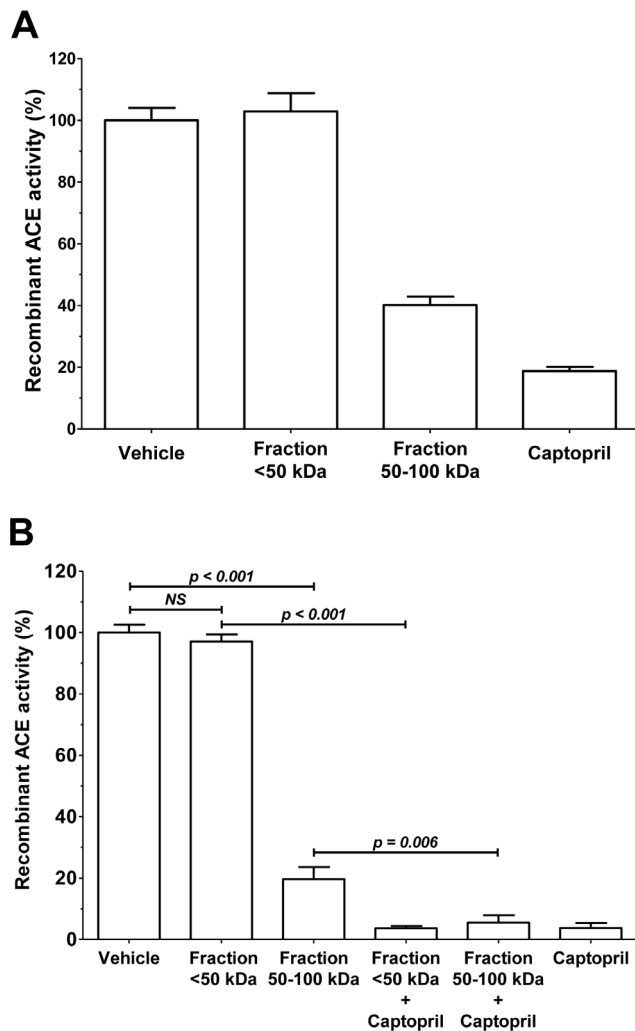 A
Recombinant ACE activity (%)
120
100
80
60
40
20
0
Vehicle
Fraction
<50 kDa
Fraction
50-100 kDa
Captopril
B
Recombinant ACE activity (%)
120
100
80
60
40
20
0
p < 0.001
NS
p < 0.001
p = 0.006
Vehicle
Fraction
<50 kDa
Fraction
50-100 kDa
Fraction
<50 kDa
+
Captopril
Fraction
50-100 kDa
+
Captopril
Captopril